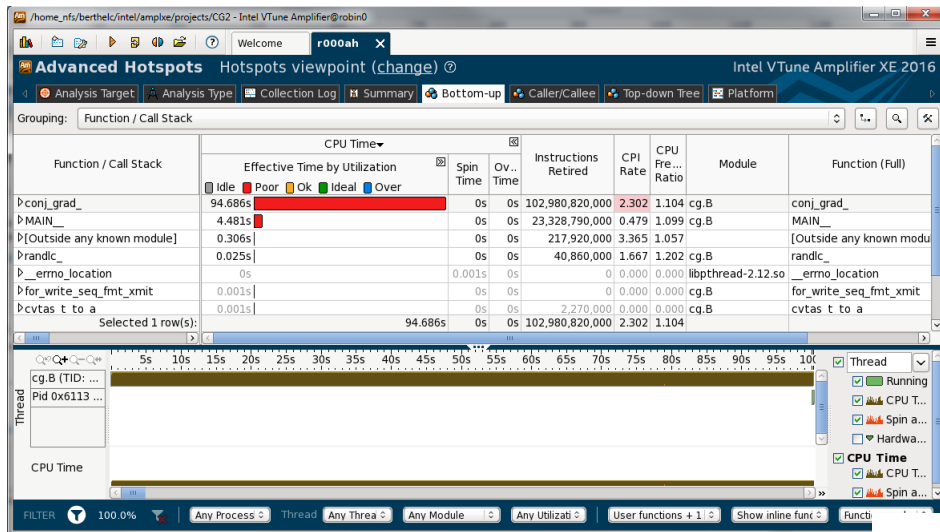 /home_nfs/berthelc/intel/amplxe/projects/CG2 - Intel VTune Amplifier@robin0
Welcome r000ah X
Advanced Hotspots Hotspots viewpoint (change) Intel VTune Amplifier XE 2016
Analysis Target Analysis Type Collection Log Summary Bottom-up Caller/Callee Top-down Tree Platform
Grouping: Function / Call Stack
Function / Call Stack
CPU Time
Effective Time by Utilization
Idle Poor Ok Ideal Over
Spin Time
Ov.. Time
Instructions Retired
CPI Rate
CPU Fre... Ratio
Module
Function (Full)
conj_grad_ 94.686s 0s 0s 102,980,820,000 2.302 1.104 cg.B conj_grad_
MAIN__ 4.481s 0s 0s 23,328,790,000 0.479 1.099 cg.B MAIN__
[Outside any known module] 0.306s 0s 0s 217,920,000 3.365 1.057 [Outside any known modu
randlc_ 0.025s 0s 0s 40,860,000 1.667 1.202 cg.B randlc_
__errno_location 0s 0.001s 0s 0 0.000 0.000 libpthread-2.12.so __errno_location
for_write_seq_fmt_xmit 0.001s 0s 0s 0 0.000 0.000 cg.B for_write_seq_fmt_xmit
cvtas_t_to_a 0.001s 0s 0s 2,270,000 0.000 0.000 cg.B cvtas_t_to_a
Selected 1 row(s): 94.686s 0s 0s 102,980,820,000 2.302 1.104
5s 10s 15s 20s 25s 30s 35s 40s 45s 50s 55s 60s 65s 70s 75s 80s 85s 90s 95s 100
Thread
cg.B (TID: ...
Pid 0x6113 ...
CPU Time
Thread
Running
CPU T...
Spin a...
Hardwa...
CPU Time
CPU T...
Spin a...
FILTER 100.0% Any Process Thread Any Threa Any Module Any Utilizati User functions + 1 Show inline func Functi